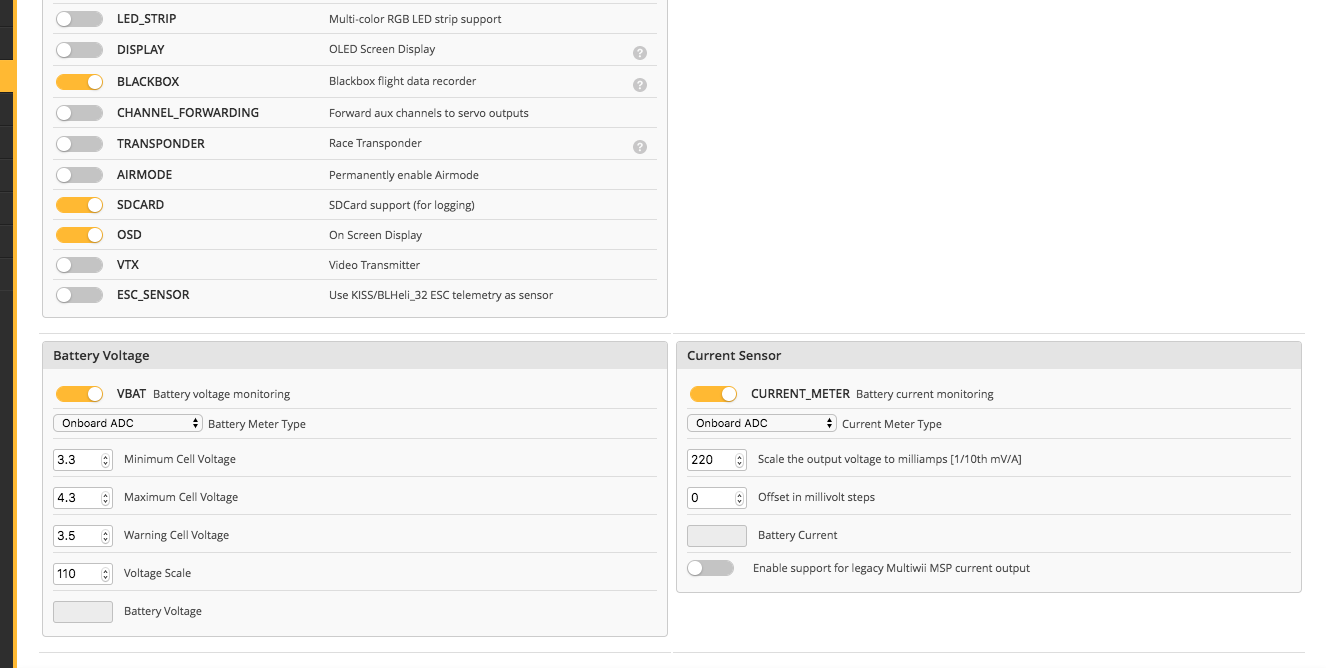 LED_STRIP Multi-color RGB LED strip support
DISPLAY OLED Screen Display ?
BLACKBOX Blackbox flight data recorder ?
CHANNEL_FORWARDING Forward aux channels to servo outputs
TRANSPONDER Race Transponder ?
AIRMODE Permanently enable Airmode
SDCARD SDCard support (for logging)
OSD On Screen Display
VTX Video Transmitter
ESC_SENSOR Use KISS/BLHeli_32 ESC telemetry as sensor
Battery Voltage
VBAT Battery voltage monitoring
Onboard ADC Battery Meter Type
3.3 Minimum Cell Voltage
4.3 Maximum Cell Voltage
3.5 Warning Cell Voltage
110 Voltage Scale
Battery Voltage
Current Sensor
CURRENT_METER Battery current monitoring
Onboard ADC Current Meter Type
220 Scale the output voltage to milliamps [1/10th mV/A]
0 Offset in millivolt steps
Battery Current
Enable support for legacy Multiwii MSP current output